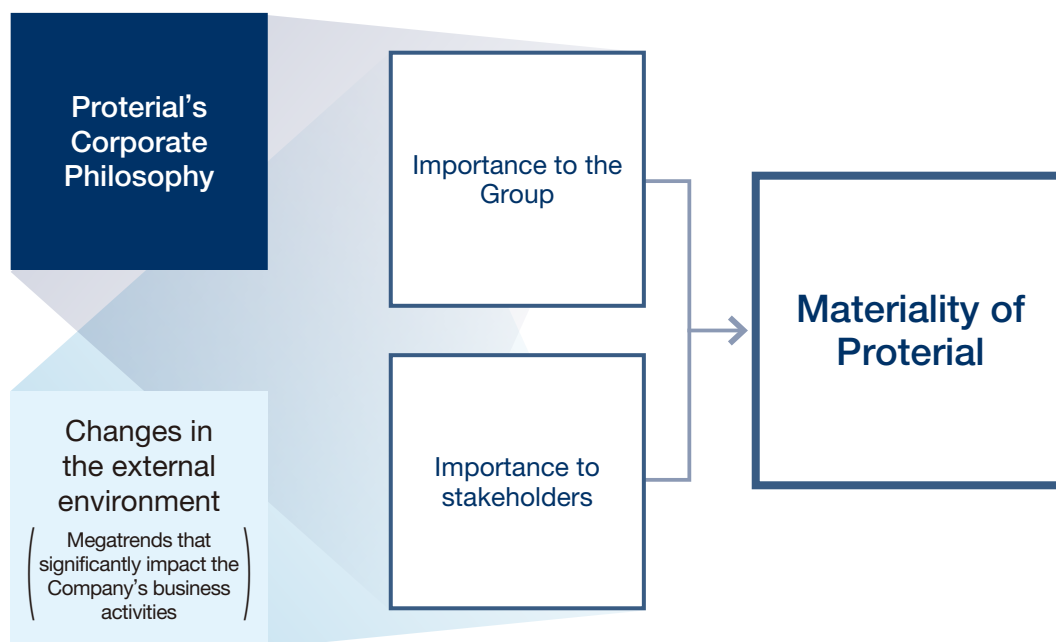 Proterial’s
Corporate
Philosophy
Changes in
the external
environment
Megatrends that
significantly impact the
Company’s business
activities
Importance to the
Group
Importance to
stakeholders
Materiality of
Proterial